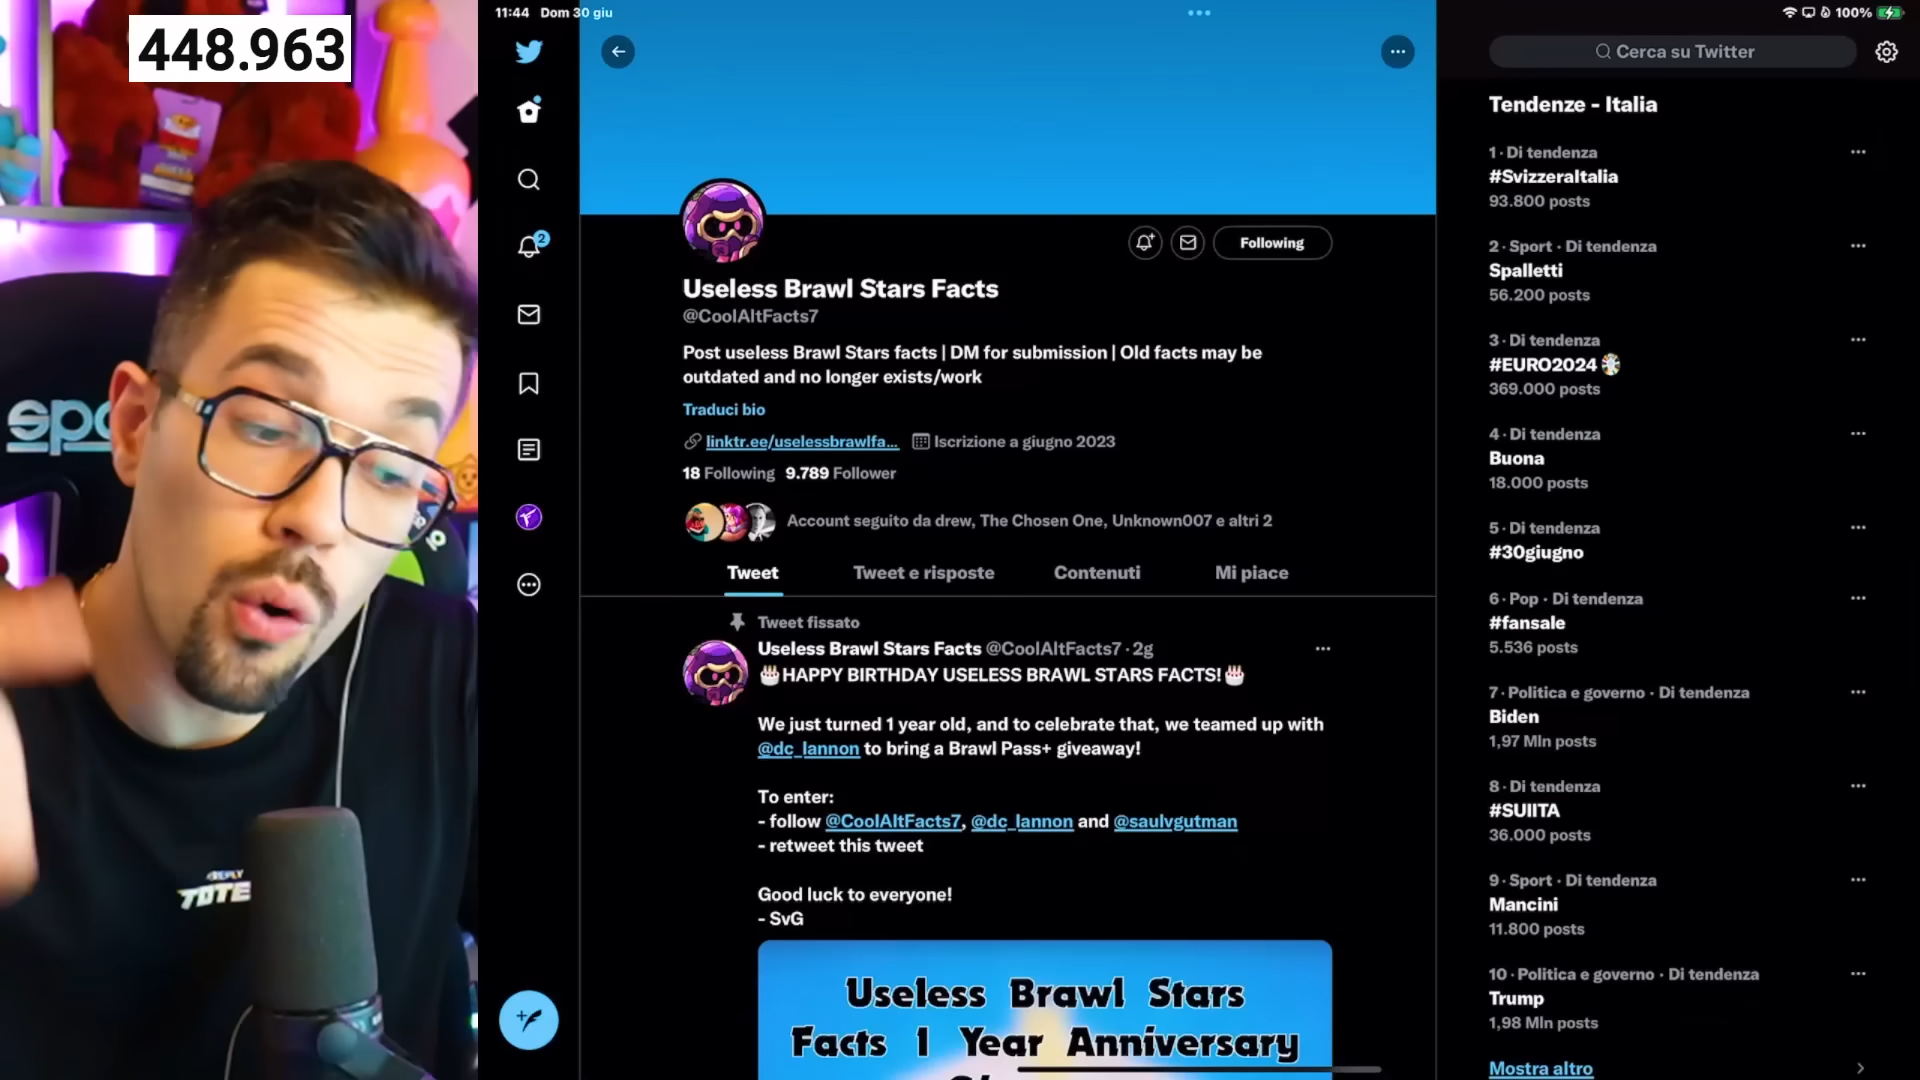 448.963
11:44 Dom 30 giu
100%
Cerca su Twitter
2
Following
Useless Brawl Stars Facts
@CoolAltFacts7
Post useless Brawl Stars facts | DM for submission | Old facts may be
outdated and no longer exists/work
Traduci bio
linktr.ee/uselessbrawlfa... Iscrizione a giugno 2023
18 Following 9.789 Follower
Account seguito da drew, The Chosen One, Unknown007 e altri 2
Tweet Tweet e risposte Contenuti Mi piace
Tweet fissato
Useless Brawl Stars Facts @CoolAltFacts7 · 2g
🎂HAPPY BIRTHDAY USELESS BRAWL STARS FACTS!🎂
We just turned 1 year old, and to celebrate that, we teamed up with
@dc_lannon to bring a Brawl Pass+ giveaway!
To enter:
- follow @CoolAltFacts7, @dc_lannon and @saulvgutman
- retweet this tweet
Good luck to everyone!
- SvG
Useless Brawl Stars
Facts 1 Year Anniversary
Tendenze - Italia
1 · Di tendenza
#SvizzeraItalia
93.800 posts
2 · Sport · Di tendenza
Spalletti
56.200 posts
3 · Di tendenza
#EURO2024
369.000 posts
4 · Di tendenza
Buona
18.000 posts
5 · Di tendenza
#30giugno
6 · Pop · Di tendenza
#fansale
5.536 posts
7 · Politica e governo · Di tendenza
Biden
1,97 Mln posts
8 · Di tendenza
#SUIITA
36.000 posts
9 · Sport · Di tendenza
Mancini
11.800 posts
10 · Politica e governo · Di tendenza
Trump
1,98 Mln posts
Mostra altro
REPLY
TOTE